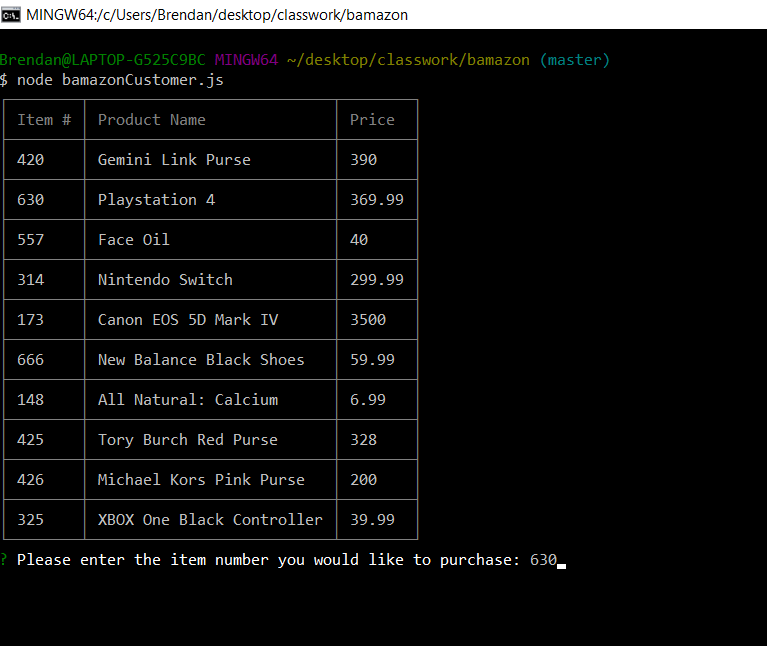 MINGW64:/c/Users/Brendan/desktop/classwork/bamazon
Brendan@LAPTOP-G525C9BC MINGW64 ~/desktop/classwork/bamazon (master)
$ node bamazonCustomer.js
Item # Product Name Price
420 Gemini Link Purse 390
630 Playstation 4 369.99
557 Face Oil 40
314 Nintendo Switch 299.99
173 Canon EOS 5D Mark IV 3500
666 New Balance Black Shoes 59.99
148 All Natural: Calcium 6.99
425 Tory Burch Red Purse 328
426 Michael Kors Pink Purse 200
325 XBOX One Black Controller 39.99
? Please enter the item number you would like to purchase: 630